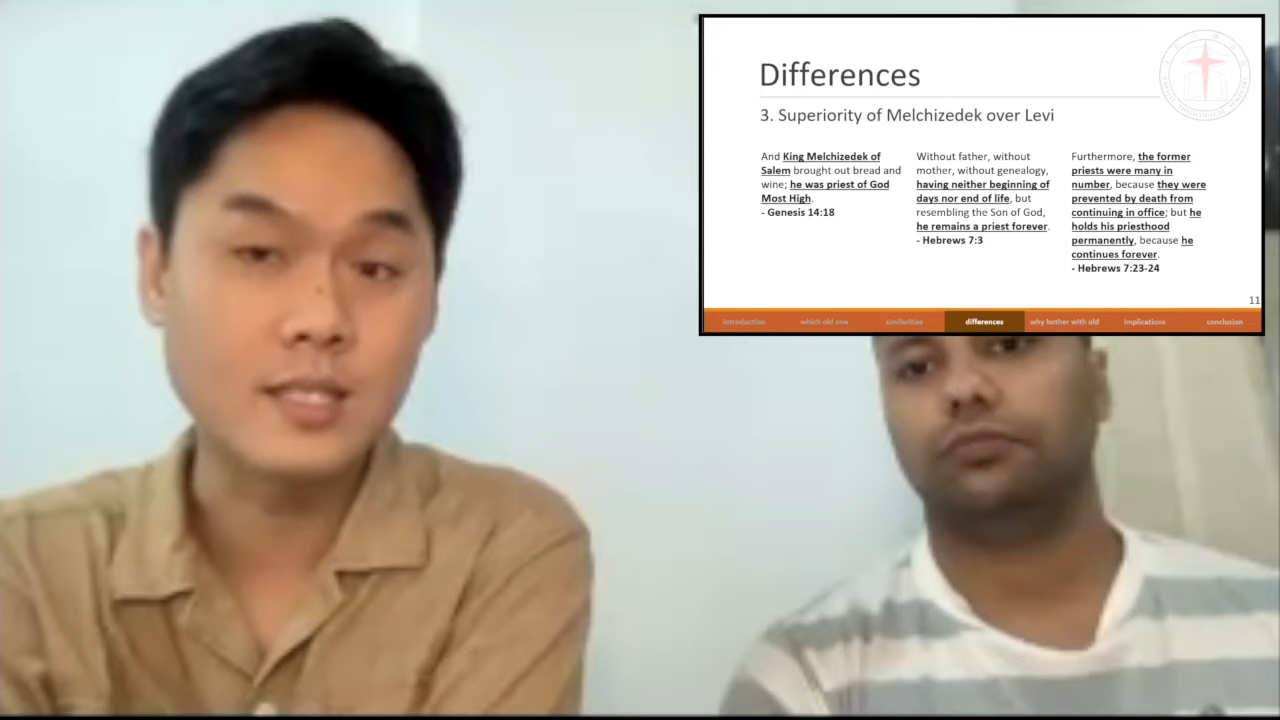 Differences
3. Superiority of Melchizedek over Levi
And King Melchizedek of
Salem brought out bread and
wine; he was priest of God
Most High.
- Genesis 14:18
Without father, without
mother, without genealogy,
having neither beginning of
days nor end of life, but
resembling the Son of God,
he remains a priest forever.
- Hebrews 7:3
Furthermore, the former
priests were many in
number, because they were
prevented by death from
continuing in office; but he
holds his priesthood
permanently, because he
continues forever.
- Hebrews 7:23-24
11
introduction
which old one
similarities
differences
why bother with old
implications
conclusion